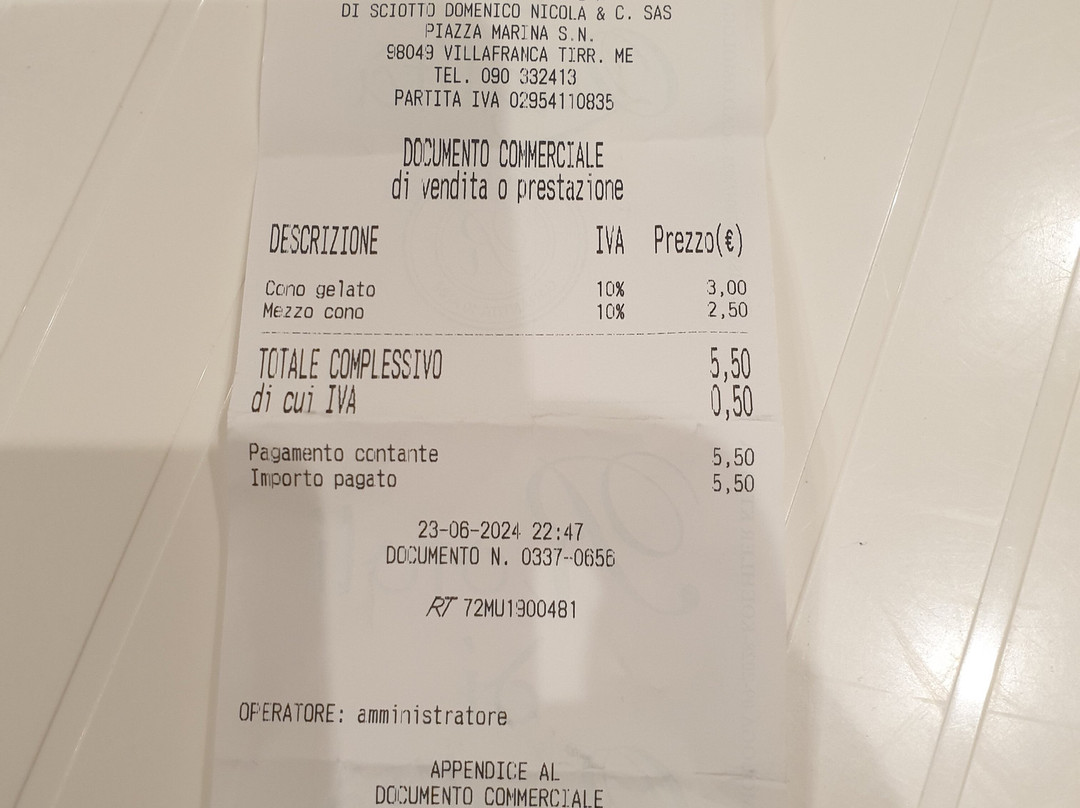 DI SCIOTTO DOMENICO NICOLA & C. SAS
PIAZZA MARINA S.N.
98049 VILLAFRANCA TIRR. ME
TEL. 090 332413
PARTITA IVA 02954110835
DOCUMENTO COMMERCIALE
di vendita o prestazione
DESCRIZIONE IVA Prezzo(€)
Cono gelato 10% 3,00
Mezzo cono 10% 2,50
TOTALE COMPLESSIVO 5,50
di cui IVA 0,50
Pagamento contante 5,50
Importo pagato 5,50
23-06-2024 22:47
DOCUMENTO N. 0337-0656
RT 72MU1900481
OPERATORE: amministratore
APPENDICE AL
DOCUMENTO COMMERCIALE